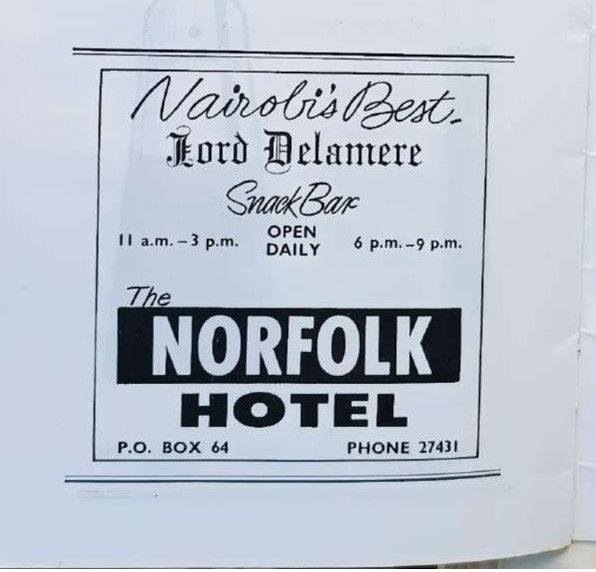 Nairobi's Best.
Lord Delamere
Snack Bar
11 a.m. – 3 p.m. OPEN DAILY 6 p.m. – 9 p.m.
The
NORFOLK
HOTEL
P.O. BOX 64 PHONE 27431